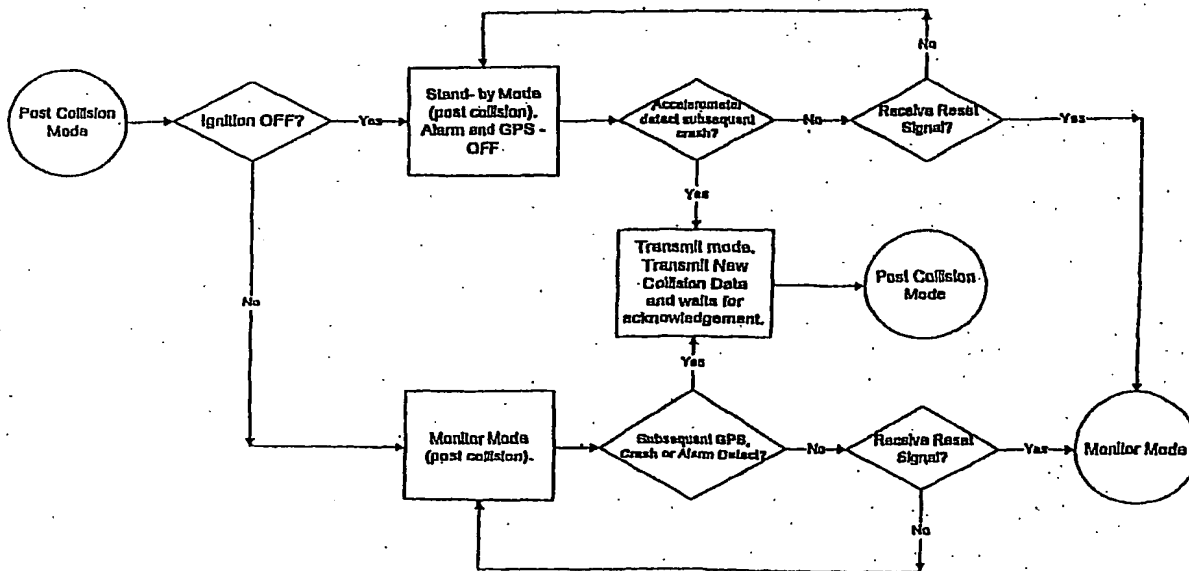 No
Post Collision
Mode
Ignition OFF?
Yes
Stand- by Mode
(post collision).
Alarm and GPS -
OFF
Accelerometer
detect subsequent
crash?
No
Receive Reset
Signal?
Yes
Yes
Transmit mode.
Transmit New
Collision Data
and waits for
acknowledgement.
Post Collision
Mode
No
Yes
Monitor Mode
(post collision).
Subsequent GPS,
Crash or Alarm Detect?
No
Receive Reset
Signal?
Yes
Monitor Mode
No